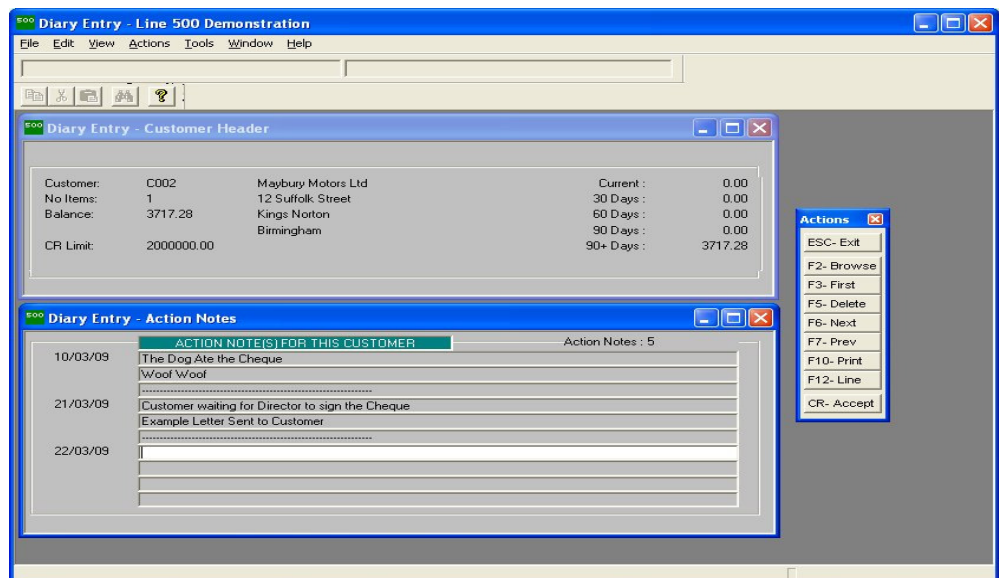 500 Diary Entry - Line 500 Demonstration
File Edit View Actions Tools Window Help
500 Diary Entry - Customer Header
Customer: C002 Maybury Motors Ltd Current : 0.00
No Items: 1 12 Suffolk Street 30 Days : 0.00
Balance: 3717.28 Kings Norton 60 Days : 0.00
Birmingham 90 Days : 0.00
CR Limit: 2000000.00 90+ Days : 3717.28
Actions
ESC- Exit
F2- Browse
F3- First
F5- Delete
F6- Next
F7- Prev
F10- Print
F12- Line
CR- Accept
500 Diary Entry - Action Notes
ACTION NOTE(S) FOR THIS CUSTOMER Action Notes : 5
10/03/09 The Dog Ate the Cheque
Woof Woof
----------------------------------------------------------------
21/03/09 Customer waiting for Director to sign the Cheque
Example Letter Sent to Customer
----------------------------------------------------------------
22/03/09